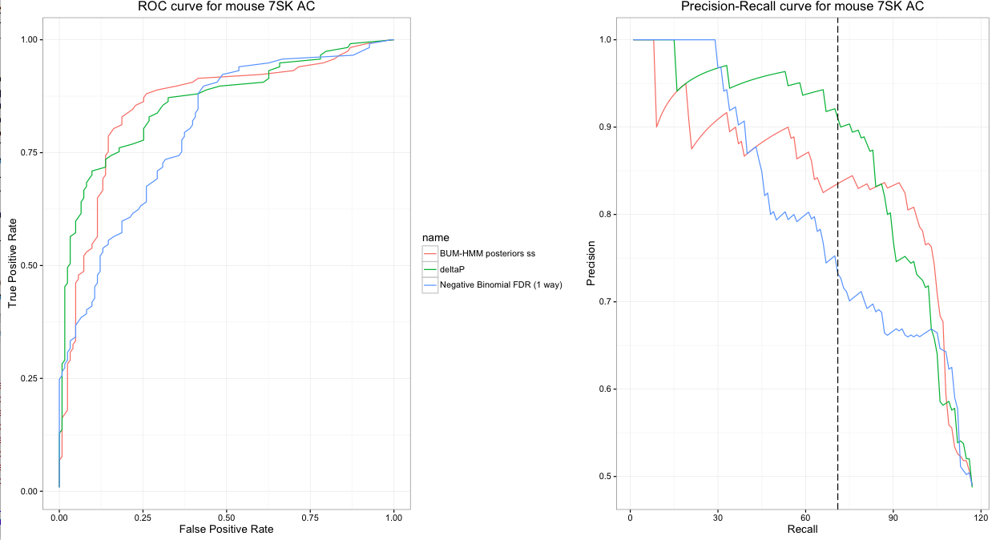 ROC curve for mouse 7SK AC
1.00
0.75
0.50
0.25
0.00
True Positive Rate
0.00 0.25 0.50 0.75 1.00
False Positive Rate
name
BUM-HMM posteriors ss
deltaP
Negative Binomial FDR (1 way)
Precision-Recall curve for mouse 7SK AC
1.0
0.9
0.8
0.7
0.6
0.5
Precision
0 30 60 90 120
Recall